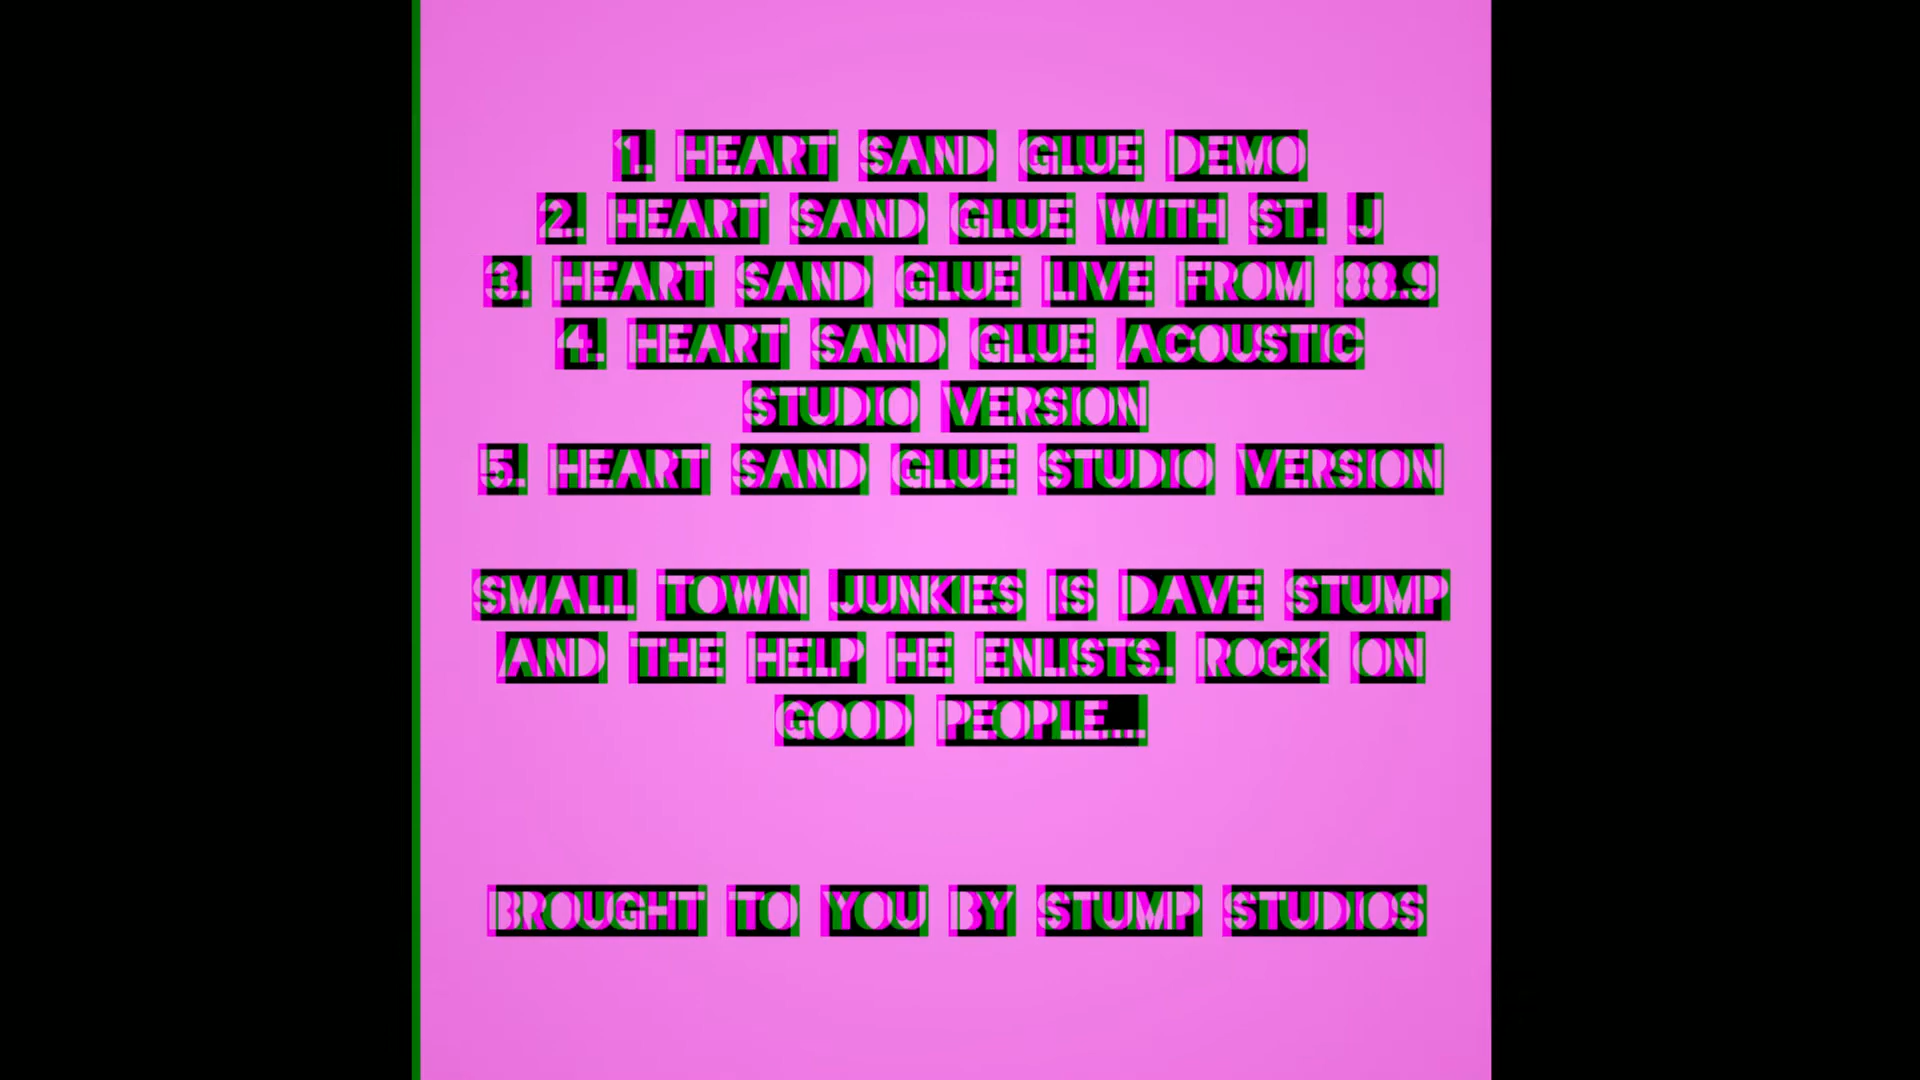 1. HEART SAND GLUE DEMO
2. HEART SAND GLUE WITH ST. J
3. HEART SAND GLUE LIVE FROM 88.9
4. HEART SAND GLUE ACOUSTIC
STUDIO VERSION
5. HEART SAND GLUE STUDIO VERSION
SMALL TOWN JUNKIES IS DAVE STUMP
AND THE HELP HE ENLISTS. ROCK ON
GOOD PEOPLE...
BROUGHT TO YOU BY STUMP STUDIOS